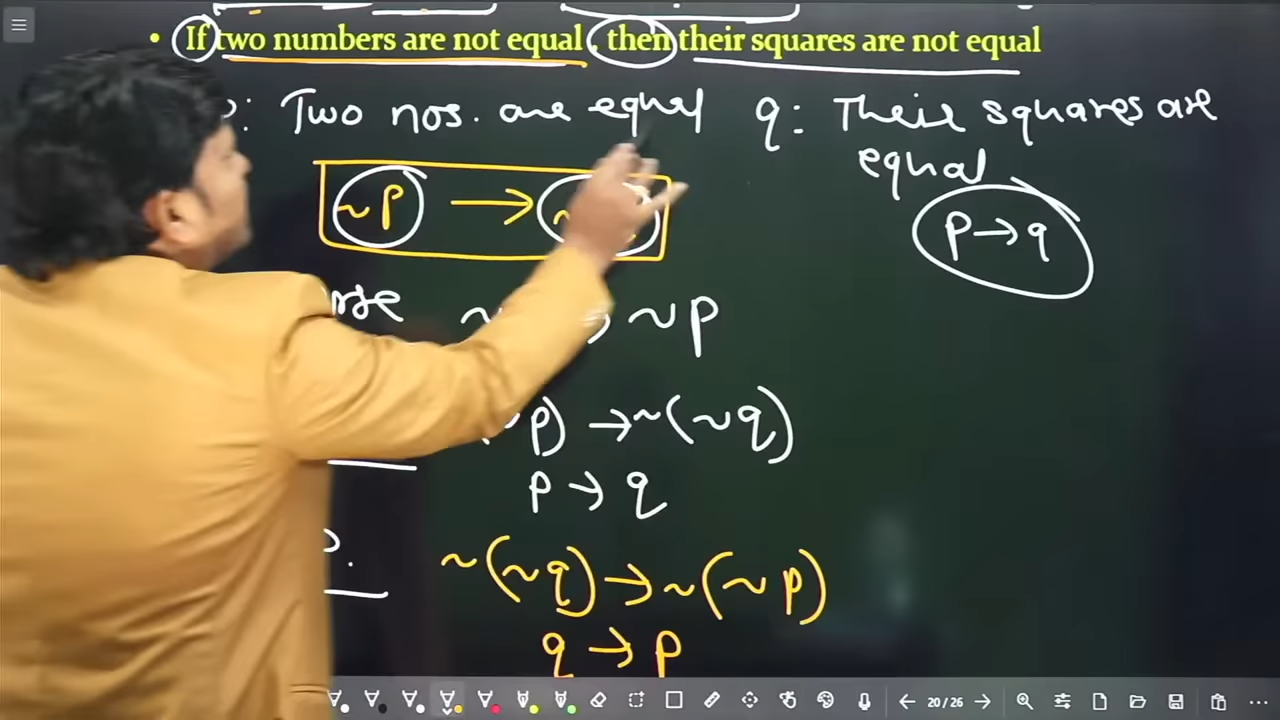 • If two numbers are not equal, then their squares are not equal
p: Two nos. are equal q: Their squares are
equal
~p → ~
p → q
~p
p) → ~(~q)
p → q
P.
~(~q) → ~(~p)
q → p
20/26